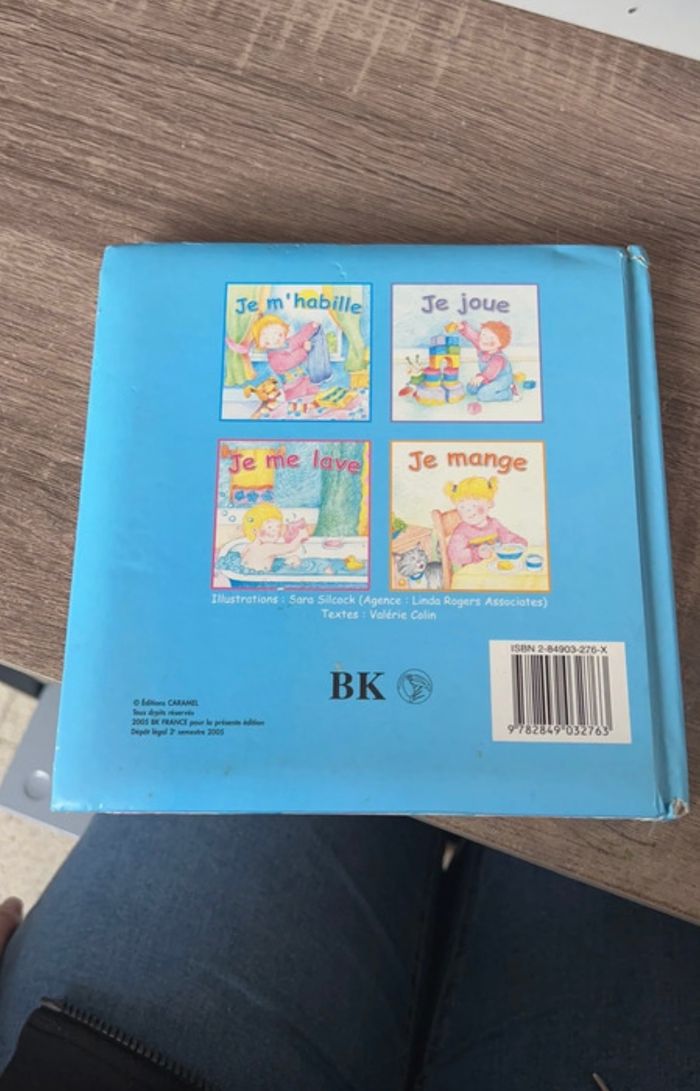 Je m'habille
Je joue
Je me lave
Je mange
Illustrations : Sara Silcock (Agence : Linda Rogers Associates)
Textes : Valérie Colin
ISBN 2-84903-276-X
BK
9 782849 032763
© Éditions CARAMEL
Tous droits réservés
2005 BK FRANCE pour la présente édition
Dépôt légal 2e semestre 2005